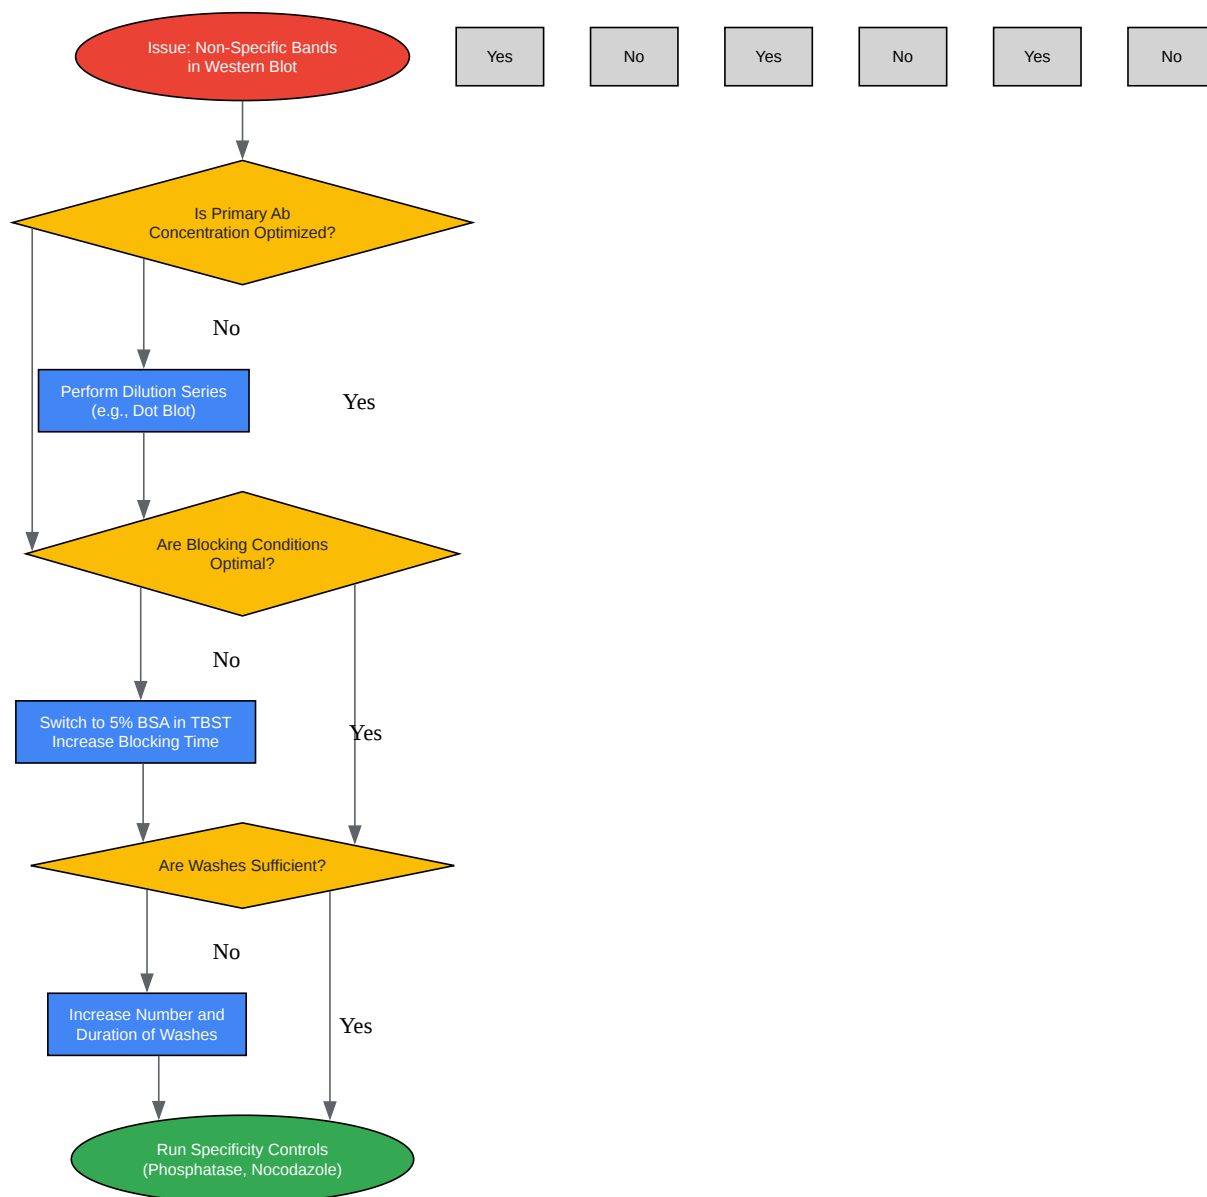 Issue: Non-Specific Bands
in Western Blot
Yes
No
Yes
No
Yes
No
Is Primary Ab
Concentration Optimized?
No
Perform Dilution Series
(e.g., Dot Blot)
Yes
Are Blocking Conditions
Optimal?
No
Switch to 5% BSA in TBST
Increase Blocking Time
Yes
Are Washes Sufficient?
No
Increase Number and
Duration of Washes
Yes
Run Specificity Controls
(Phosphatase, Nocodazole)